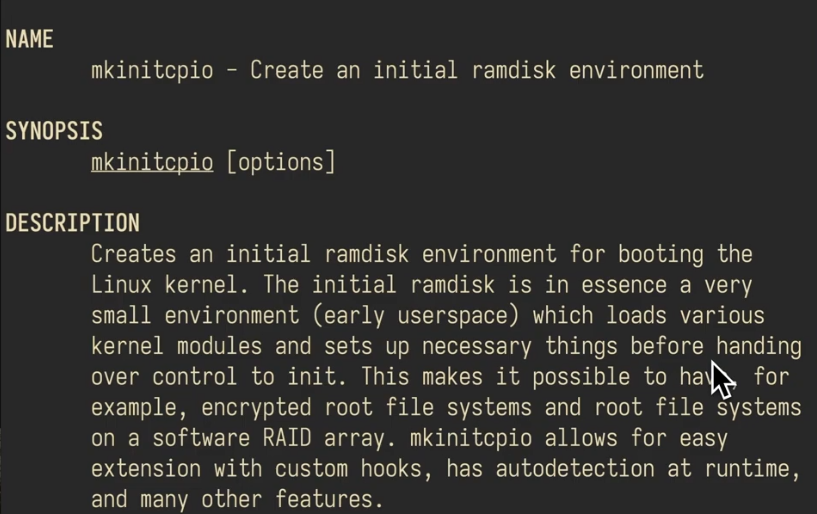 NAME
mkinitcpio - Create an initial ramdisk environment
SYNOPSIS
mkinitcpio [options]
DESCRIPTION
Creates an initial ramdisk environment for booting the
Linux kernel. The initial ramdisk is in essence a very
small environment (early userspace) which loads various
kernel modules and sets up necessary things before handing
over control to init. This makes it possible to have, for
example, encrypted root file systems and root file systems
on a software RAID array. mkinitcpio allows for easy
extension with custom hooks, has autodetection at runtime,
and many other features.